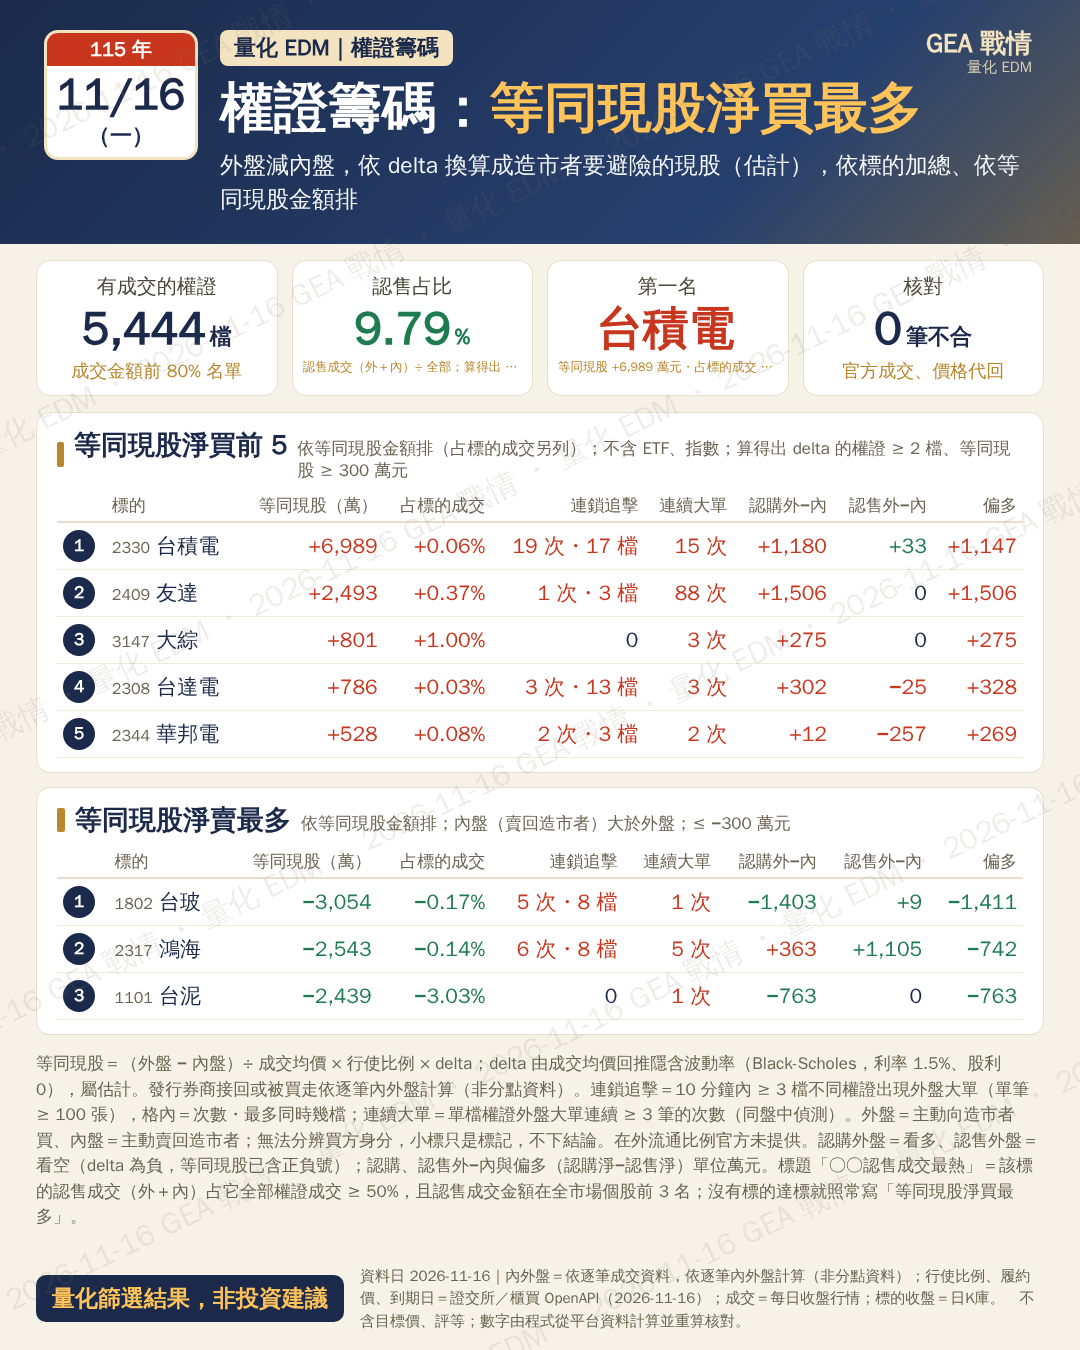 115 年
11/16
（一）
量化 EDM｜權證籌碼
GEA 戰情
量化 EDM
權證籌碼：等同現股淨買最多
外盤減內盤，依 delta 換算成造市者要避險的現股（估計），依標的加總、依等
同現股金額排
有成交的權證
5,444檔
成交金額前 80% 名單
認售占比
9.79%
認售成交（外＋內）÷ 全部；算得出 …
第一名
台積電
等同現股 +6,989 萬元・占標的成交 …
核對
0筆不合
官方成交、價格代回
等同現股淨買前 5 依等同現股金額排（占標的成交另列）；不含 ETF、指數；算得出 delta 的權證 ≥ 2 檔、等同現
股 ≥ 300 萬元
標的 等同現股（萬） 占標的成交 連鎖追擊 連續大單 認購外−內 認售外−內 偏多
1 2330 台積電 +6,989 +0.06% 19 次・17 檔 15 次 +1,180 +33 +1,147
2 2409 友達 +2,493 +0.37% 1 次・3 檔 88 次 +1,506 0 +1,506
3 3147 大綜 +801 +1.00% 0 3 次 +275 0 +275
4 2308 台達電 +786 +0.03% 3 次・13 檔 3 次 +302 −25 +328
5 2344 華邦電 +528 +0.08% 2 次・3 檔 2 次 +12 −257 +269
等同現股淨賣最多 依等同現股金額排；內盤（賣回造市者）大於外盤；≤ −300 萬元
標的 等同現股（萬） 占標的成交 連鎖追擊 連續大單 認購外−內 認售外−內 偏多
1 1802 台玻 −3,054 −0.17% 5 次・8 檔 1 次 −1,403 +9 −1,411
2 2317 鴻海 −2,543 −0.14% 6 次・8 檔 5 次 +363 +1,105 −742
3 1101 台泥 −2,439 −3.03% 0 1 次 −763 0 −763
等同現股＝（外盤 − 內盤）÷ 成交均價 × 行使比例 × delta；delta 由成交均價回推隱含波動率（Black-Scholes，利率 1.5%、股利
0），屬估計。發行券商接回或被買走依逐筆內外盤計算（非分點資料）。連鎖追擊＝10 分鐘內 ≥ 3 檔不同權證出現外盤大單（單筆
≥ 100 張），格內＝次數・最多同時幾檔；連續大單＝單檔權證外盤大單連續 ≥ 3 筆的次數（同盤中偵測）。外盤＝主動向造市者
買、內盤＝主動賣回造市者；無法分辨買方身分，小標只是標記，不下結論。在外流通比例官方未提供。認購外盤＝看多、認售外盤＝
看空（delta 為負，等同現股已含正負號）；認購、認售外−內與偏多（認購淨−認售淨）單位萬元。標題「〇〇認售成交最熱」＝該標
的認售成交（外＋內）占它全部權證成交 ≥ 50%，且認售成交金額在全市場個股前 3 名；沒有標的達標就照常寫「等同現股淨買最
多」。
量化篩選結果，非投資建議
資料日 2026-11-16｜內外盤＝依逐筆成交資料，依逐筆內外盤計算（非分點資料）；行使比例、履約
價、到期日＝證交所／櫃買 OpenAPI（2026-11-16）；成交＝每日收盤行情；標的收盤＝日K庫。 不
含目標價、評等；數字由程式從平台資料計算並重算核對。